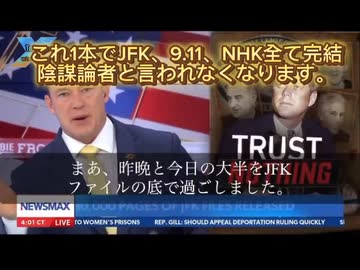 これ1本でJFK、9.11、NHK全て完結
陰謀論者と言われなくなります。
TRUST
NOTHING
まあ、昨晩と今日の大半をJFK
ファイルの底で過ごしました。
NEWSMAX
PAGES OF JFK FILES RELEASED
4:01 CT
LIVE
TO WOMEN'S PRISONS
REP. GILL: SHOULD APPEAL DEPORTATION RULING QUICKLY